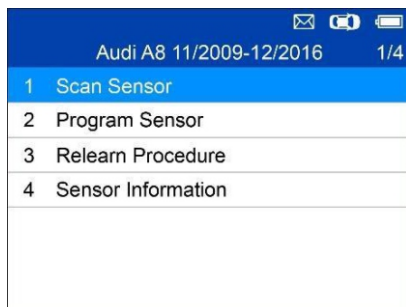 Audi A8 11/2009-12/2016 1/4
1 Scan Sensor
2 Program Sensor
3 Relearn Procedure
4 Sensor Information